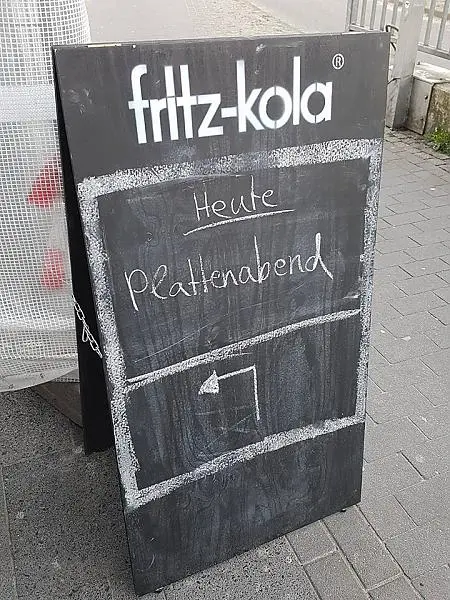 fritz-kola®
Heute
Plattenabend